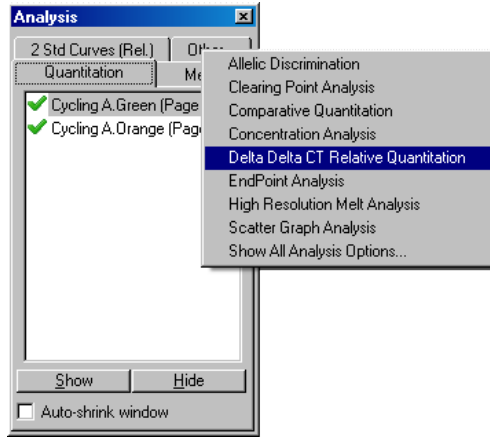 Analysis
2 Std Curves (Rel.)
Quantitation
Cycling A.Green (Page
Cycling A.Orange
Show Hide
Auto-shrink window
Allelic Discrimination
Clearing Point Analysis
Comparative Quantitation
Concentration Analysis
Delta Delta CT Relative Quantitation
EndPoint Analysis
High Resolution Melt Analysis
Scatter Graph Analysis
Show All Analysis Options...